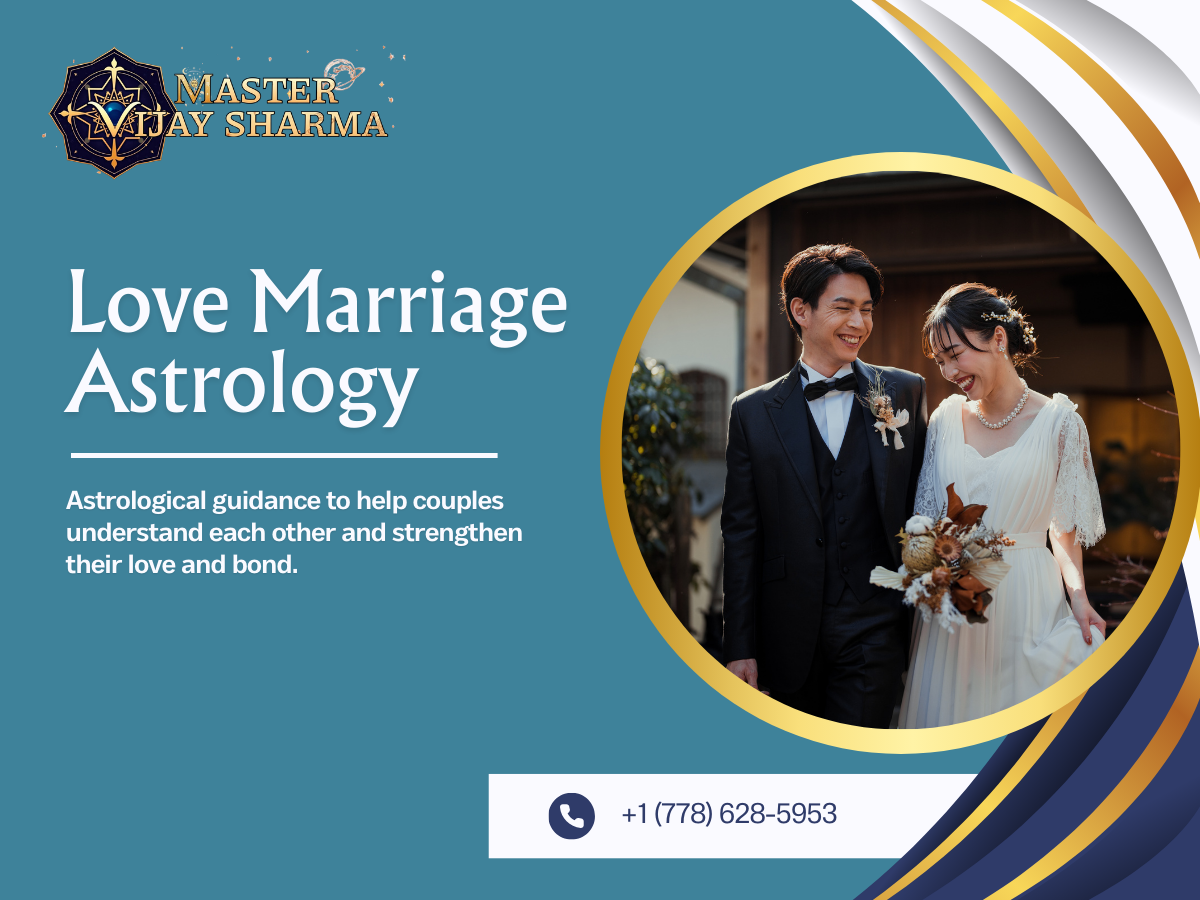 MASTER
VIJAY SHARMA
Love Marriage
Astrology
Astrological guidance to help couples
understand each other and strengthen
their love and bond.
+1 (778) 628-5953